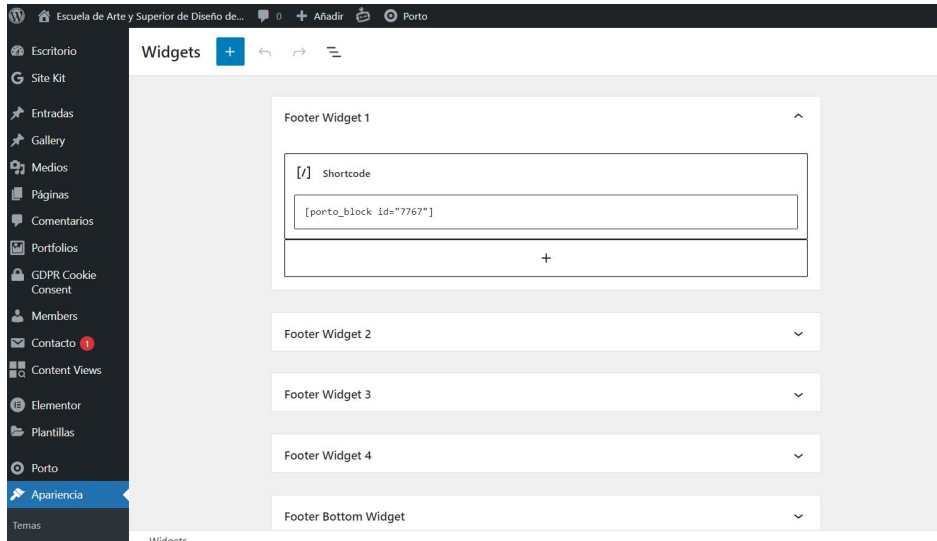 Escuela de Arte y Superior de Diseño de... 0 + Añadir Porto
Escritorio
Site Kit
Entradas
Gallery
Medios
Páginas
Comentarios
Portfolios
GDPR Cookie
Consent
Members
Contacto 1
Content Views
Elementor
Plantillas
Porto
Apariencia
Temas
Widgets
Footer Widget 1
[/] Shortcode
[porto_block id="7767"]
Footer Widget 2
Footer Widget 3
Footer Widget 4
Footer Bottom Widget
Widgets